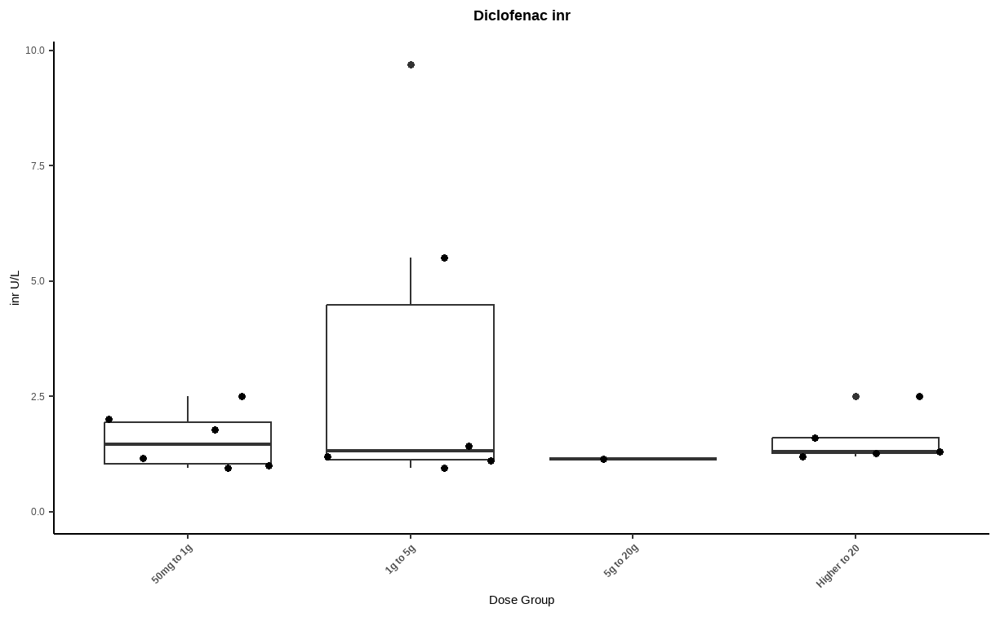 Diclofenac inr
10.0
7.5
5.0
2.5
0.0
inr U/L
50mg to 1g
1g to 5g
5g to 20g
Higher to 20
Dose Group